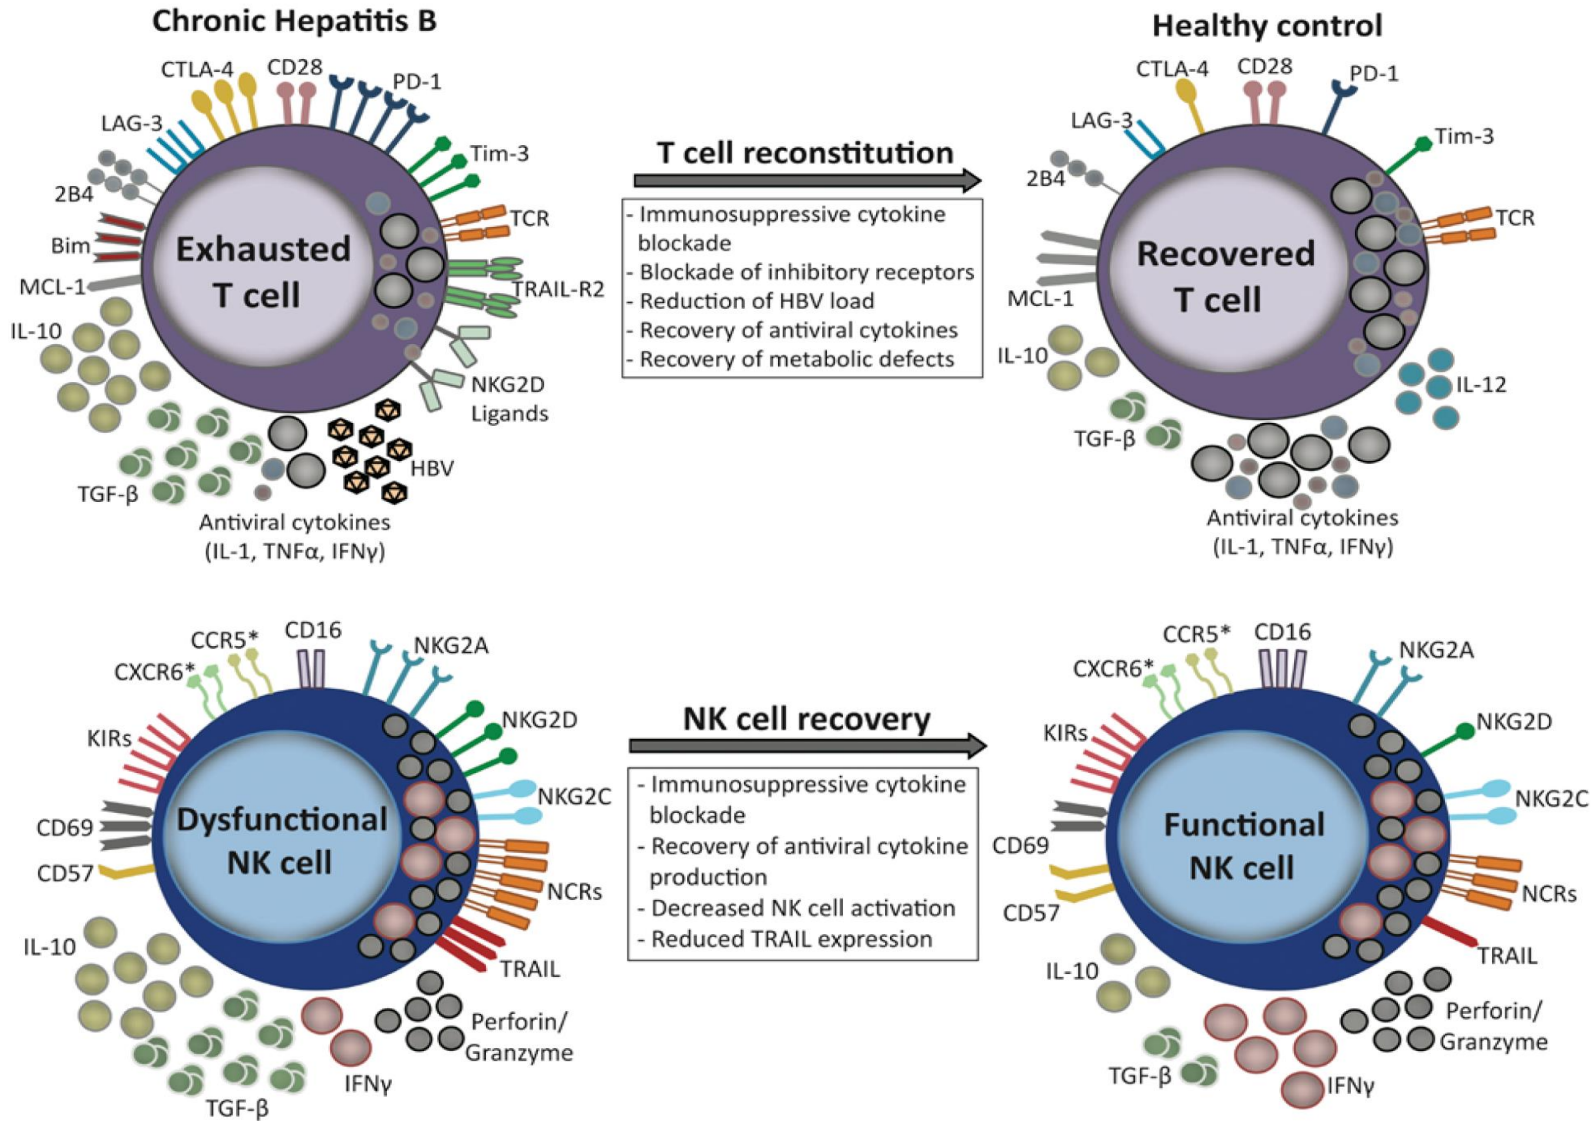 Chronic Hepatitis B
CTLA-4
CD28
PD-1
LAG-3
Tim-3
2B4
TCR
Bim
Exhausted
T cell
MCL-1
TRAIL-R2
IL-10
NKG2D
Ligands
HBV
TGF-β
Antiviral cytokines
(IL-1, TNFα, IFNγ)
T cell reconstitution
- Immunosuppressive cytokine
blockade
- Blockade of inhibitory receptors
- Reduction of HBV load
- Recovery of antiviral cytokines
- Recovery of metabolic defects
Healthy control
CTLA-4
CD28
PD-1
LAG-3
Tim-3
2B4
TCR
Recovered
T cell
MCL-1
IL-10
IL-12
TGF-β
Antiviral cytokines
(IL-1, TNFα, IFNγ)
CCR5*
CD16
NKG2A
CXCR6*
NKG2D
KIRs
NKG2C
CD69
Dysfunctional
NK cell
CD57
NCRs
IL-10
TRAIL
Perforin/
Granzyme
IFNγ
TGF-β
NK cell recovery
- Immunosuppressive cytokine
blockade
- Recovery of antiviral cytokine
production
- Decreased NK cell activation
- Reduced TRAIL expression
CCR5*
CD16
NKG2A
CXCR6*
NKG2D
KIRs
NKG2C
CD69
Functional
NK cell
CD57
NCRs
TRAIL
IL-10
Perforin/
Granzyme
TGF-β
IFNγ